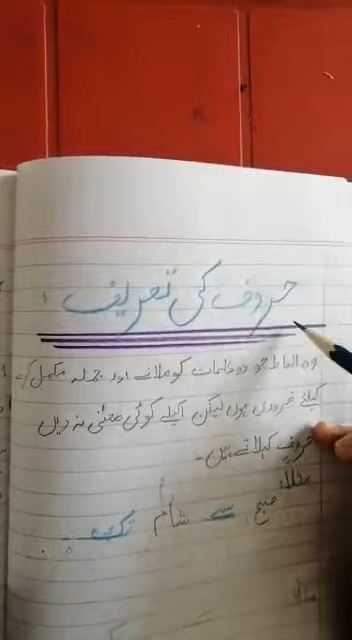 حروف کی تعریف:
وہ الفاظ جو دو کلمات کو ملانے اور جملہ مکمل کرنے
کیلئے ضروری ہوں لیکن اکیلے کوئی معنی نہ دیں
حروف کہلاتے ہیں۔
مثلاً:
صبح سے شام تک۔